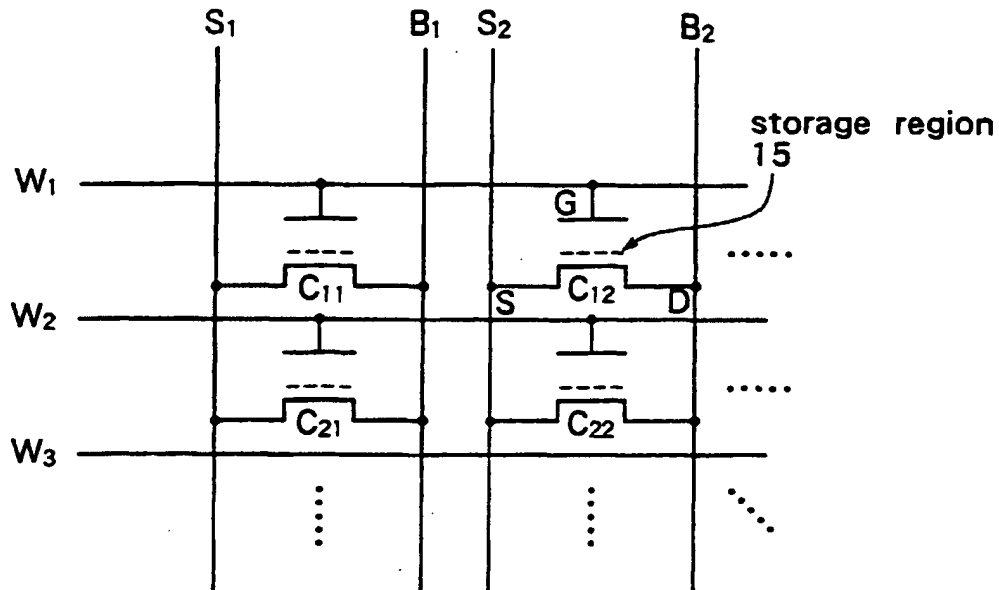 S1 B1 S2 B2
storage region
15
W1
G
C11 C12
S D
W2
C21 C22
W3